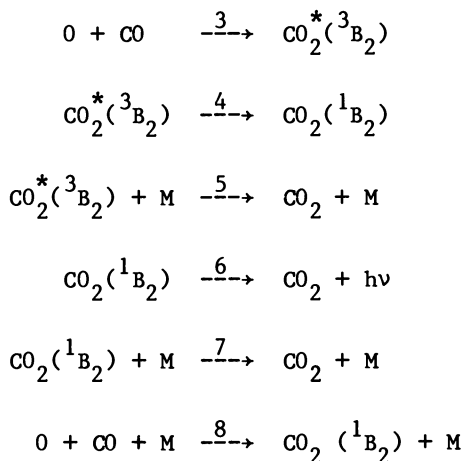 O + CO --3--→ CO₂*(³B₂)
CO₂*(³B₂) --4--→ CO₂(¹B₂)
CO₂*(³B₂) + M --5--→ CO₂ + M
CO₂(¹B₂) --6--→ CO₂ + hν
CO₂(¹B₂) + M --7--→ CO₂ + M
O + CO + M --8--→ CO₂ (¹B₂) + M